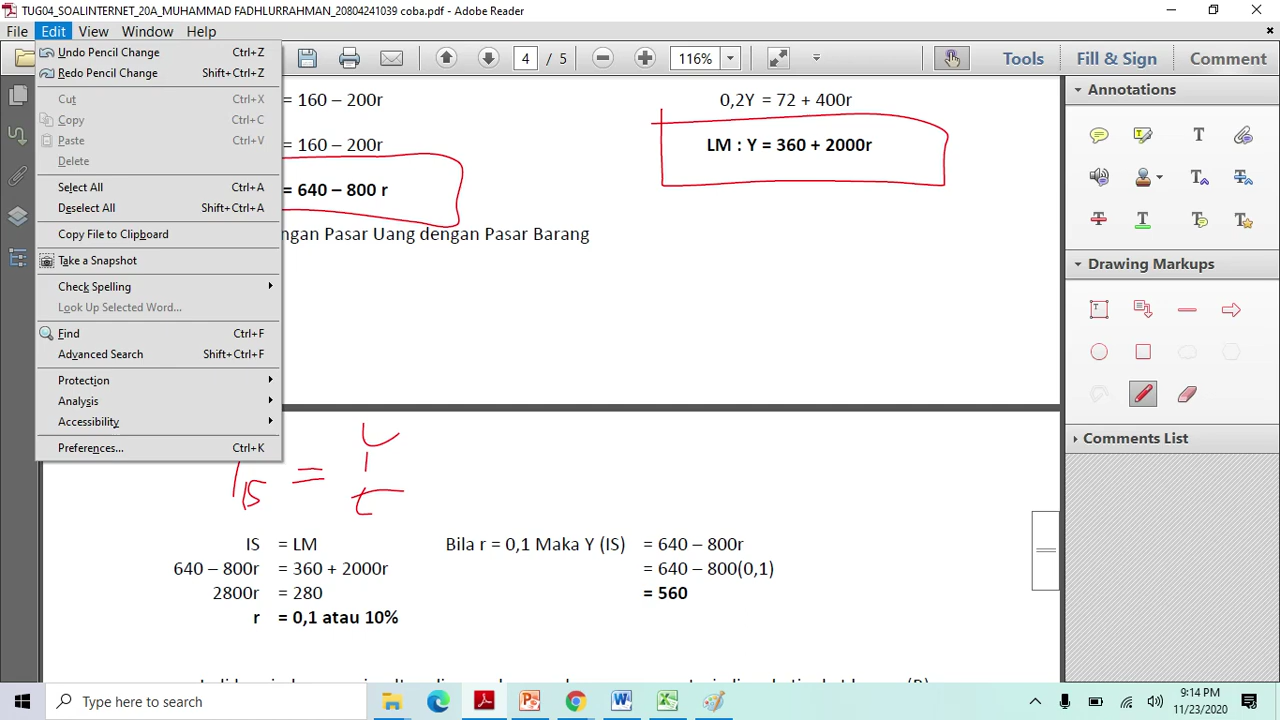 TUG04_SOALINTERNET_20A_MUHAMMAD FADHLURRAHMAN_20804241039 coba.pdf - Adobe Reader
File Edit View Window Help
4 / 5 116% Tools Fill & Sign Comment
Undo Pencil Change Ctrl+Z
Redo Pencil Change Shift+Ctrl+Z
Cut Ctrl+X
Copy Ctrl+C
Paste Ctrl+V
Delete
Select All Ctrl+A
Deselect All Shift+Ctrl+A
Copy File to Clipboard
Take a Snapshot
Check Spelling
Look Up Selected Word...
Find Ctrl+F
Advanced Search Shift+Ctrl+F
Protection
Analysis
Accessibility
Preferences... Ctrl+K
= 160 – 200r
= 160 – 200r
= 640 – 800 r
ngan Pasar Uang dengan Pasar Barang
0,2Y = 72 + 400r
LM : Y = 360 + 2000r
IS = LM
640 – 800r = 360 + 2000r
2800r = 280
r = 0,1 atau 10%
Bila r = 0,1 Maka Y (IS) = 640 – 800r
= 640 – 800(0,1)
= 560
Annotations
Drawing Markups
Comments List
Type here to search
9:14 PM
11/23/2020